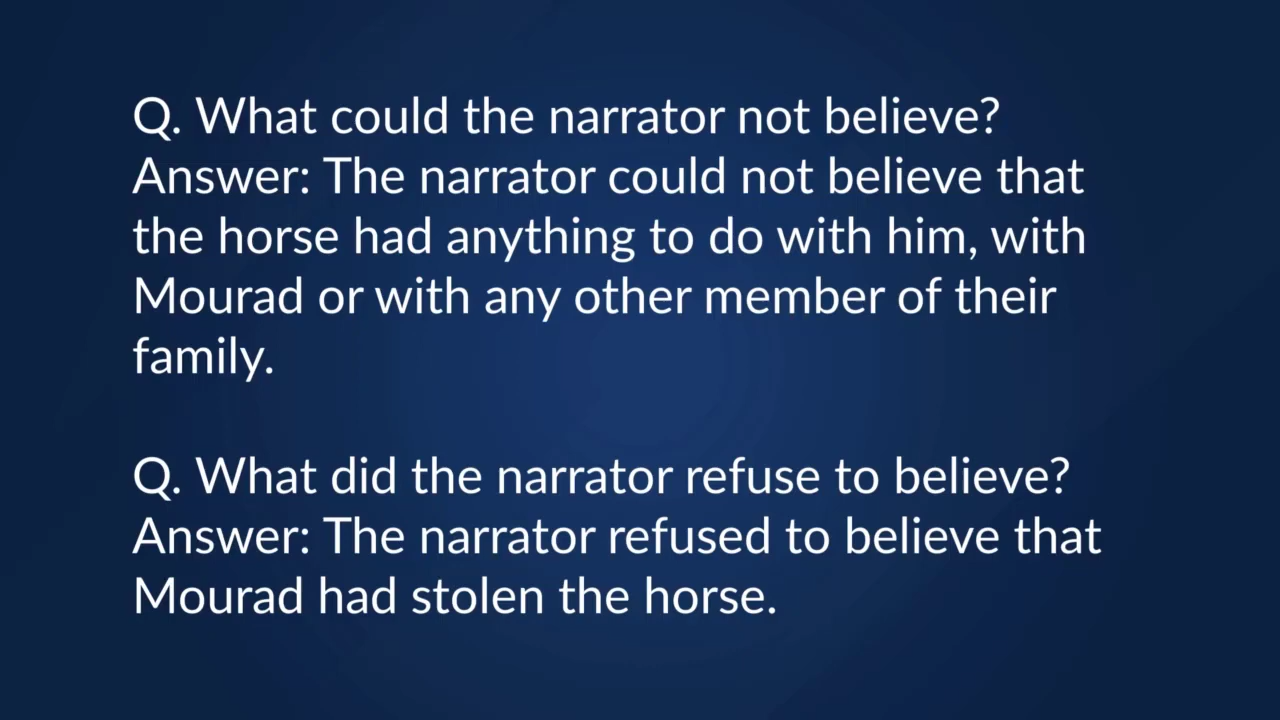 Q. What could the narrator not believe?
Answer: The narrator could not believe that
the horse had anything to do with him, with
Mourad or with any other member of their
family.
Q. What did the narrator refuse to believe?
Answer: The narrator refused to believe that
Mourad had stolen the horse.